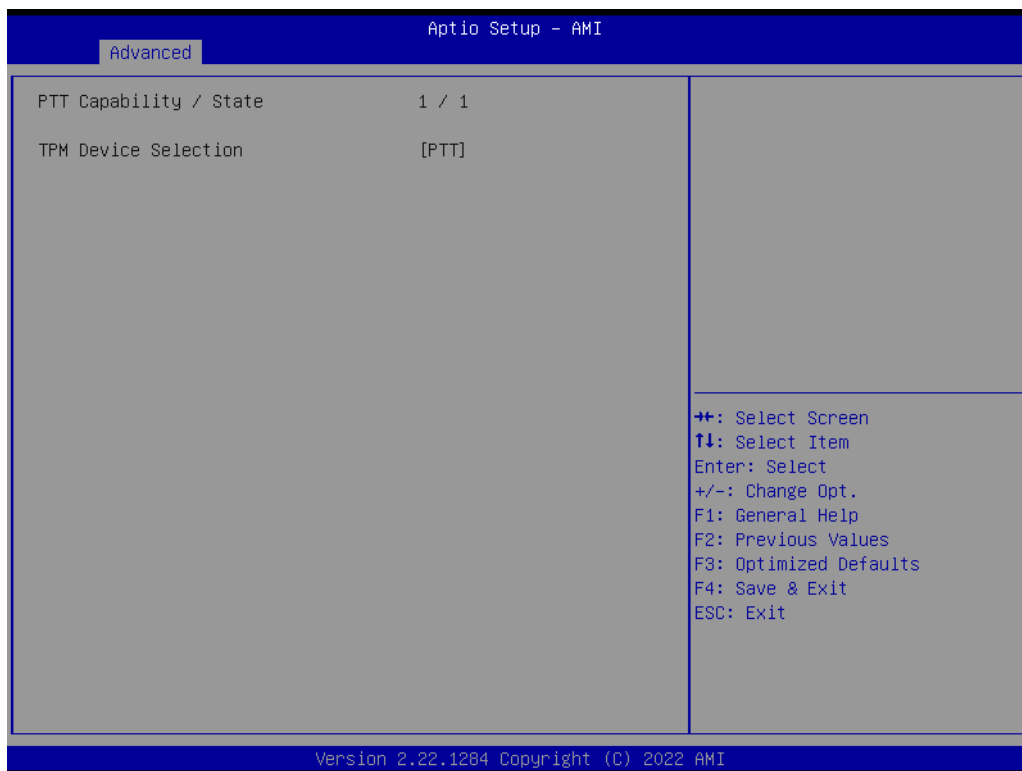 Aptio Setup – AMI
Advanced
PTT Capability / State 1 / 1
TPM Device Selection [PTT]
→←: Select Screen
↑↓: Select Item
Enter: Select
+/-: Change Opt.
F1: General Help
F2: Previous Values
F3: Optimized Defaults
F4: Save & Exit
ESC: Exit
Version 2.22.1284 Copyright (C) 2022 AMI